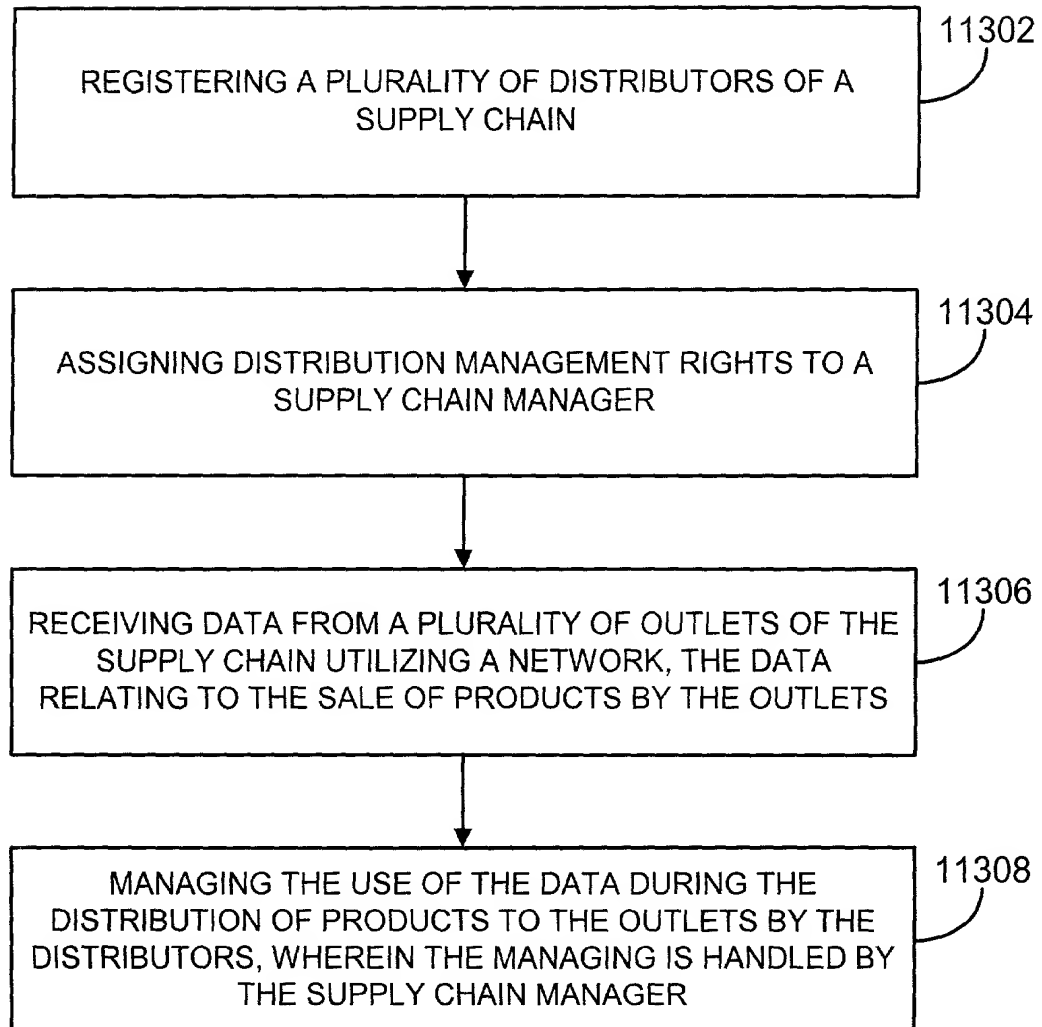 11302
REGISTERING A PLURALITY OF DISTRIBUTORS OF A
SUPPLY CHAIN
11304
ASSIGNING DISTRIBUTION MANAGEMENT RIGHTS TO A
SUPPLY CHAIN MANAGER
11306
RECEIVING DATA FROM A PLURALITY OF OUTLETS OF THE
SUPPLY CHAIN UTILIZING A NETWORK, THE DATA
RELATING TO THE SALE OF PRODUCTS BY THE OUTLETS
11308
MANAGING THE USE OF THE DATA DURING THE
DISTRIBUTION OF PRODUCTS TO THE OUTLETS BY THE
DISTRIBUTORS, WHEREIN THE MANAGING IS HANDLED BY
THE SUPPLY CHAIN MANAGER